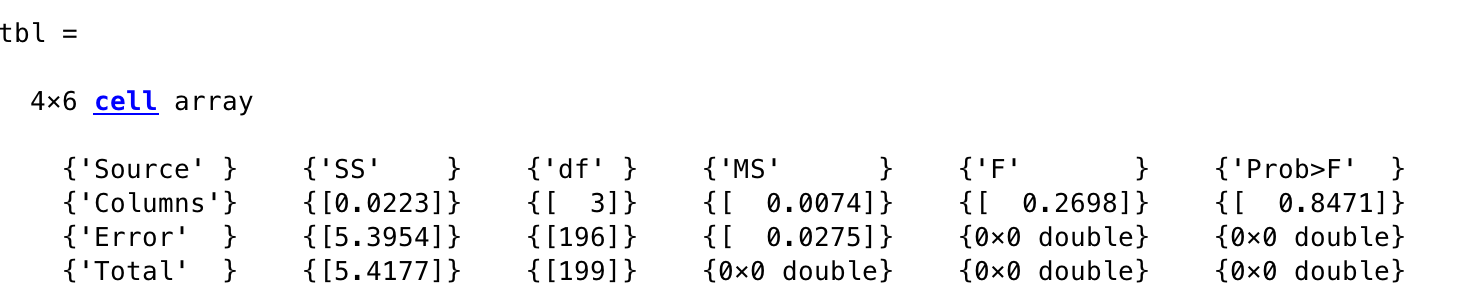 tbl =
4×6 cell array
{'Source' }    {'SS'    }    {'df' }    {'MS'      }    {'F'       }    {'Prob>F'  }
{'Columns'}    {[0.0223]}    {[  3]}    {[  0.0074]}    {[  0.2698]}    {[  0.8471]}
{'Error'  }    {[5.3954]}    {[196]}    {[  0.0275]}    {0×0 double}    {0×0 double}
{'Total'  }    {[5.4177]}    {[199]}    {0×0 double}    {0×0 double}    {0×0 double}